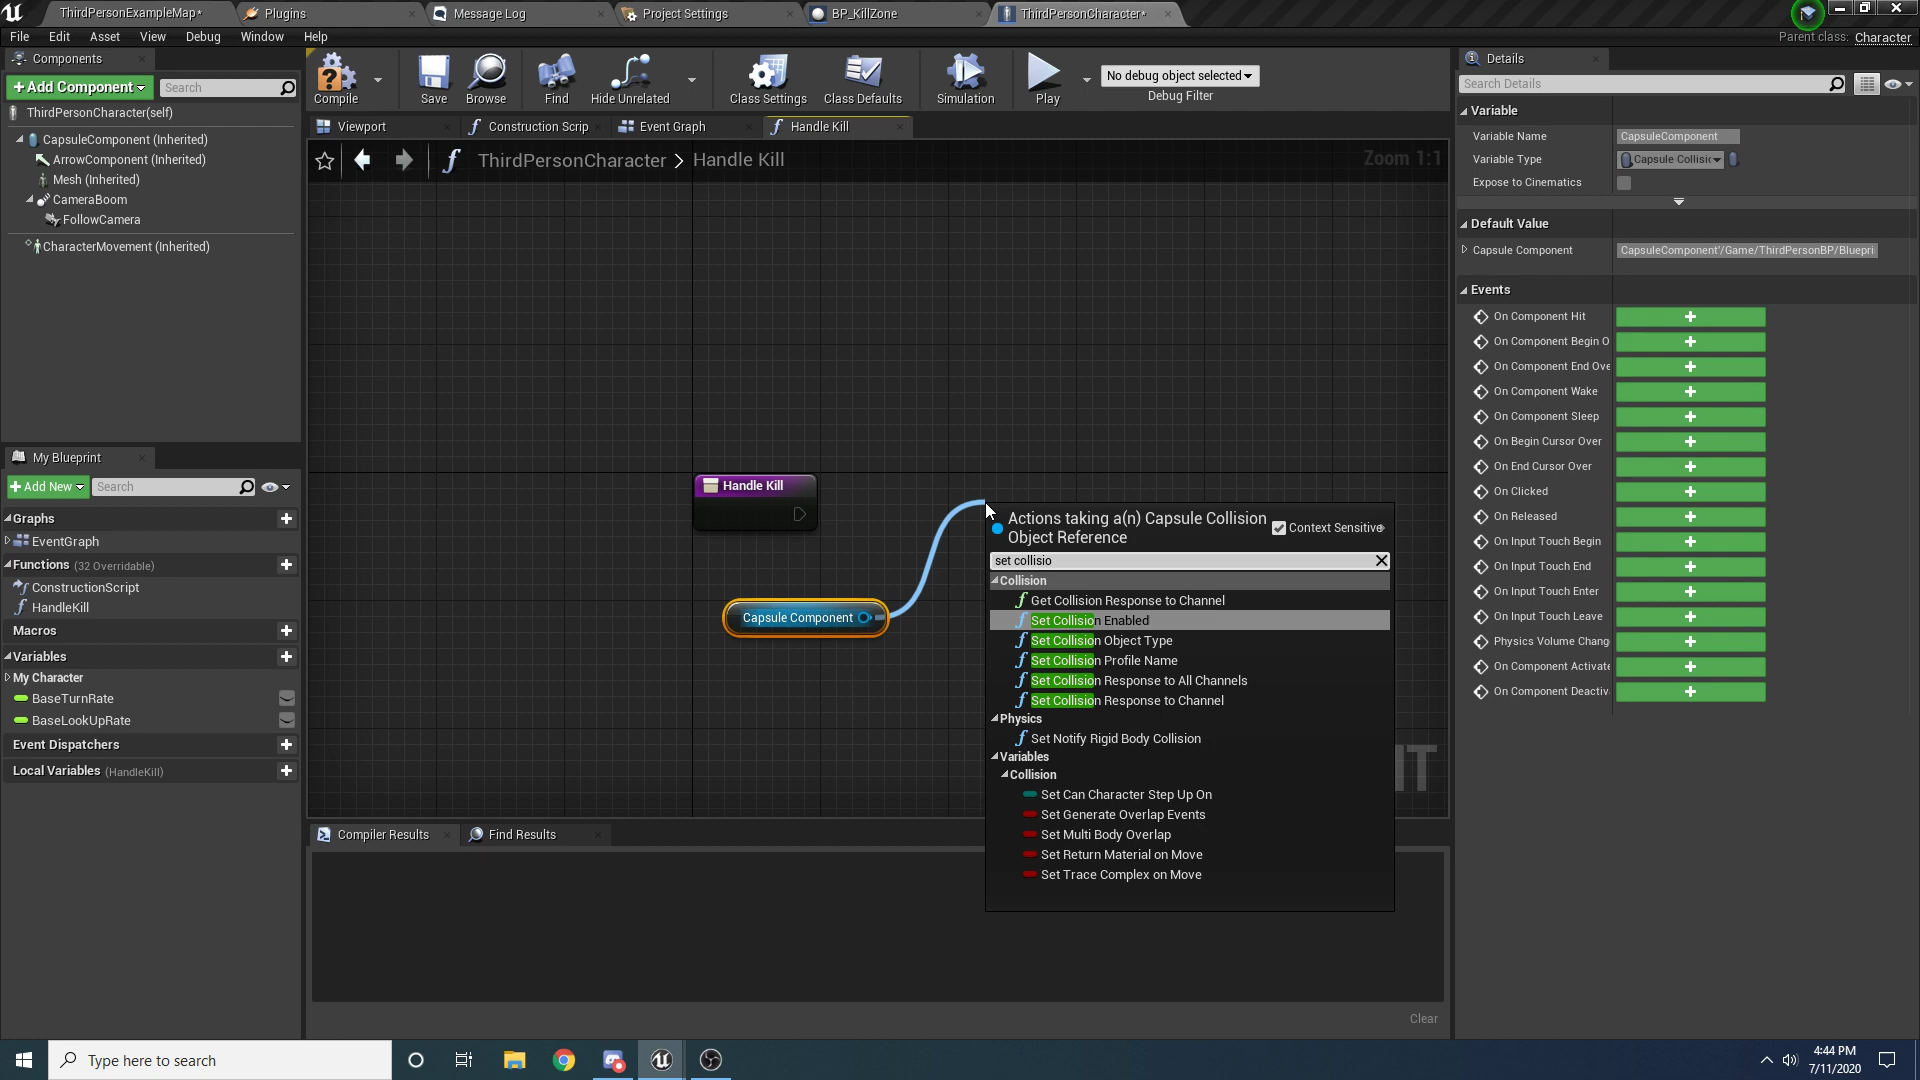 ThirdPersonExampleMap*
Plugins
Message Log
Project Settings
BP_KillZone
ThirdPersonCharacter*
File Edit Asset View Debug Window Help
Parent class: Character
Components
+Add Component
Search
ThirdPersonCharacter(self)
CapsuleComponent (Inherited)
ArrowComponent (Inherited)
Mesh (Inherited)
CameraBoom
FollowCamera
CharacterMovement (Inherited)
My Blueprint
+Add New
Search
Graphs
EventGraph
Functions (32 Overridable)
ConstructionScript
HandleKill
Macros
Variables
My Character
BaseTurnRate
BaseLookUpRate
Event Dispatchers
Local Variables (HandleKill)
Compile
Save
Browse
Find
Hide Unrelated
Class Settings
Class Defaults
Simulation
Play
No debug object selected
Debug Filter
Viewport
Construction Scrip
Event Graph
Handle Kill
ThirdPersonCharacter > Handle Kill
Zoom 1:1
Handle Kill
Capsule Component
Actions taking a(n) Capsule Collision
Object Reference
Context Sensitive
set collisio
Collision
Get Collision Response to Channel
Set Collision Enabled
Set Collision Object Type
Set Collision Profile Name
Set Collision Response to All Channels
Set Collision Response to Channel
Physics
Set Notify Rigid Body Collision
Variables
Collision
Set Can Character Step Up On
Set Generate Overlap Events
Set Multi Body Overlap
Set Return Material on Move
Set Trace Complex on Move
Compiler Results
Find Results
Clear
Details
Search Details
Variable
Variable Name
CapsuleComponent
Variable Type
Capsule Collisic
Expose to Cinematics
Default Value
Capsule Component
CapsuleComponent'/Game/ThirdPersonBP/Bluepri
Events
On Component Hit
On Component Begin O
On Component End Ove
On Component Wake
On Component Sleep
On Begin Cursor Over
On End Cursor Over
On Clicked
On Released
On Input Touch Begin
On Input Touch End
On Input Touch Enter
On Input Touch Leave
Physics Volume Chang
On Component Activate
On Component Deactiv
Type here to search
4:44 PM
7/11/2020